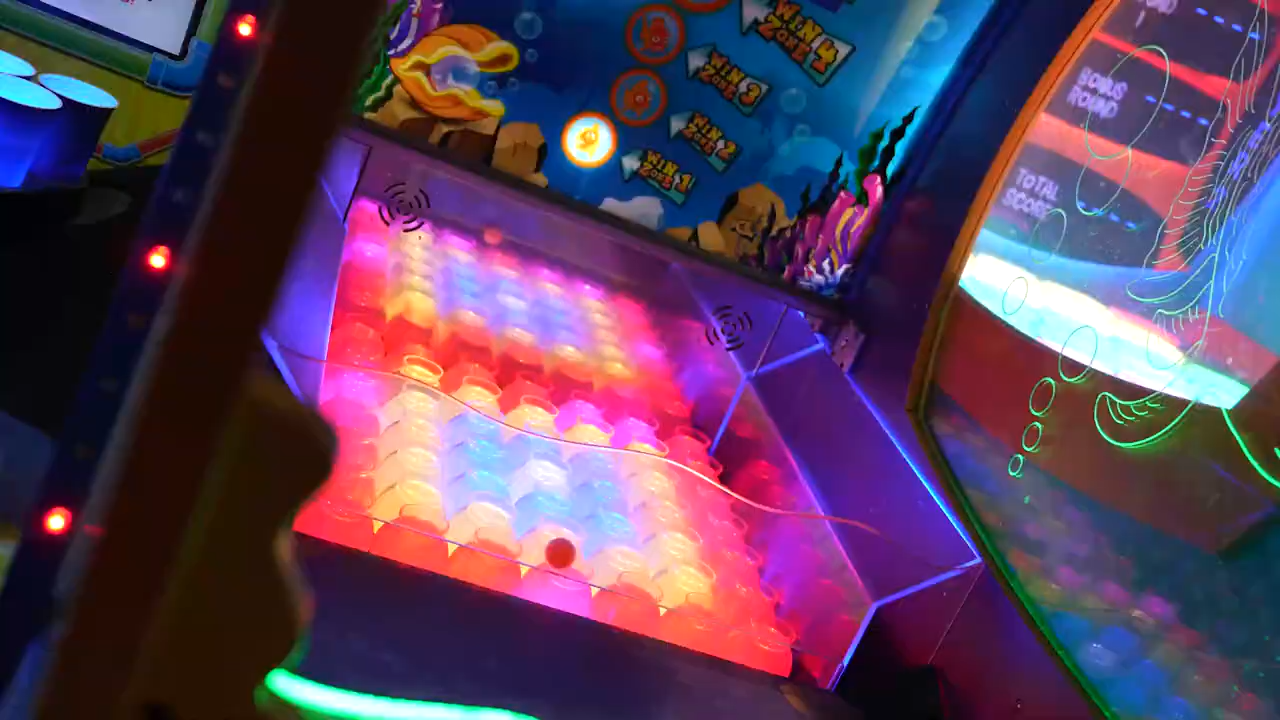 WIN
ZONE 4
WIN
ZONE 3
WIN
ZONE 2
WIN
ZONE 1
BONUS
ROUND
TOTAL
SCORE